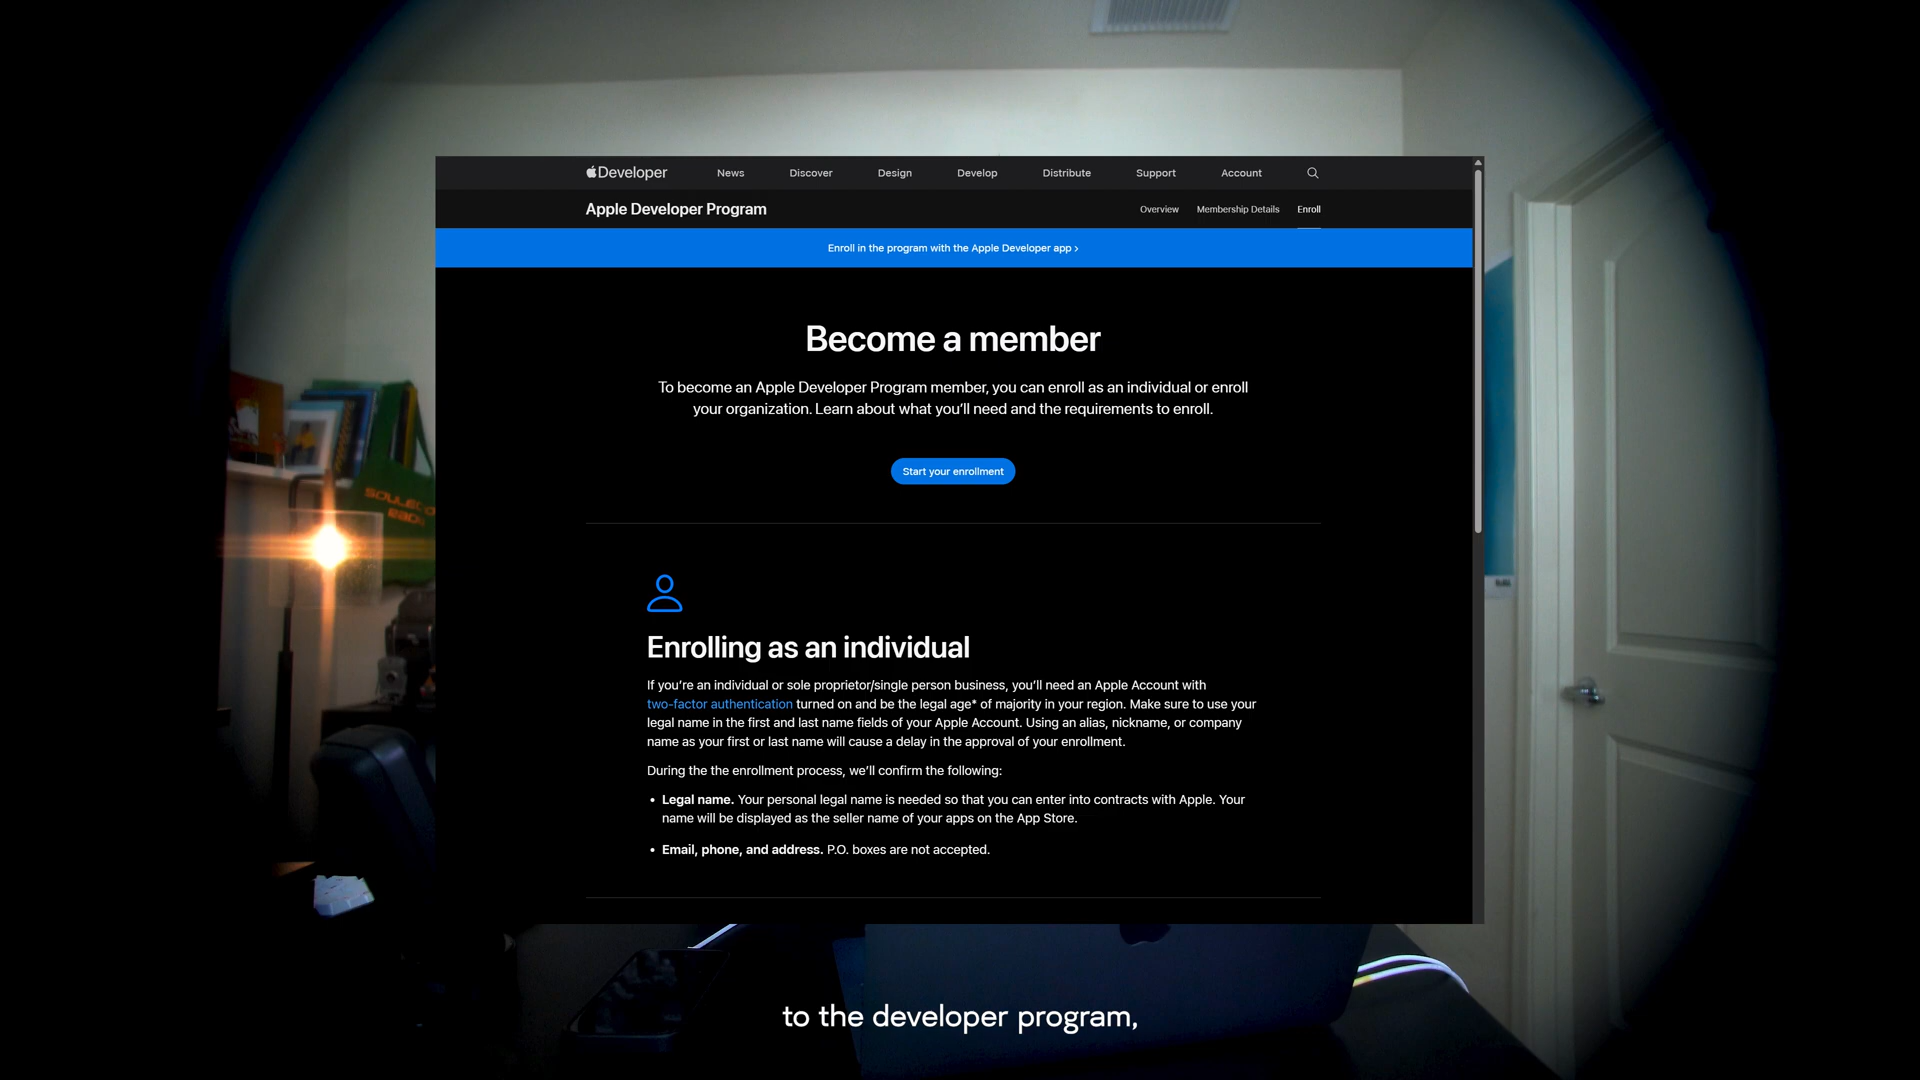 Developer
News
Discover
Design
Develop
Distribute
Support
Account
Apple Developer Program
Overview
Membership Details
Enroll
Enroll in the program with the Apple Developer app ›
Become a member
To become an Apple Developer Program member, you can enroll as an individual or enroll
your organization. Learn about what you’ll need and the requirements to enroll.
Start your enrollment
Enrolling as an individual
If you’re an individual or sole proprietor/single person business, you’ll need an Apple Account with
two-factor authentication turned on and be the legal age* of majority in your region. Make sure to use your
legal name in the first and last name fields of your Apple Account. Using an alias, nickname, or company
name as your first or last name will cause a delay in the approval of your enrollment.
During the the enrollment process, we’ll confirm the following:
• Legal name. Your personal legal name is needed so that you can enter into contracts with Apple. Your
name will be displayed as the seller name of your apps on the App Store.
• Email, phone, and address. P.O. boxes are not accepted.
to the developer program,